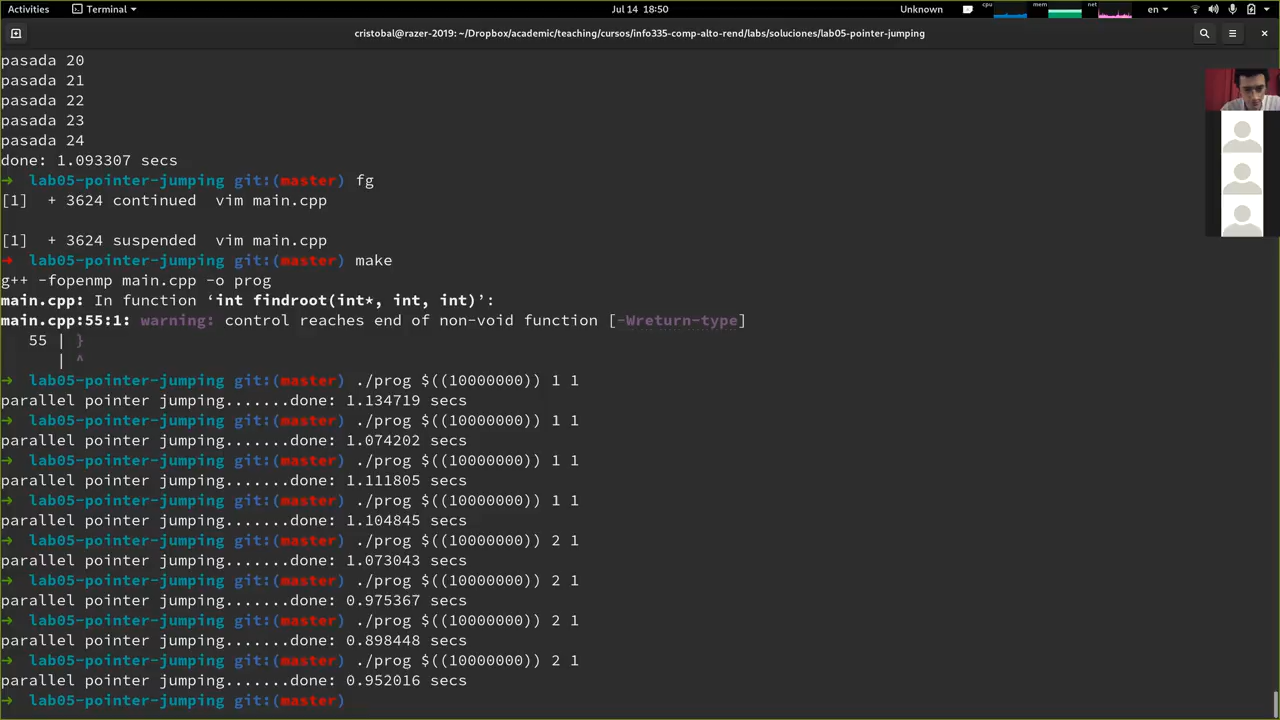 Activities Terminal Jul 14 18:50 Unknown cpu mem net en
cristobal@razer-2019: ~/Dropbox/academic/teaching/cursos/info335-comp-alto-rend/labs/soluciones/lab05-pointer-jumping
pasada 20
pasada 21
pasada 22
pasada 23
pasada 24
done: 1.093307 secs
→ lab05-pointer-jumping git:(master) fg
[1]  + 3624 continued  vim main.cpp
[1]  + 3624 suspended  vim main.cpp
→ lab05-pointer-jumping git:(master) make
g++ -fopenmp main.cpp -o prog
main.cpp: In function ‘int findroot(int*, int, int)’:
main.cpp:55:1: warning: control reaches end of non-void function [-Wreturn-type]
55 | }
| ^
→ lab05-pointer-jumping git:(master) ./prog $((10000000)) 1 1
parallel pointer jumping.......done: 1.134719 secs
→ lab05-pointer-jumping git:(master) ./prog $((10000000)) 1 1
parallel pointer jumping.......done: 1.074202 secs
→ lab05-pointer-jumping git:(master) ./prog $((10000000)) 1 1
parallel pointer jumping.......done: 1.111805 secs
→ lab05-pointer-jumping git:(master) ./prog $((10000000)) 1 1
parallel pointer jumping.......done: 1.104845 secs
→ lab05-pointer-jumping git:(master) ./prog $((10000000)) 2 1
parallel pointer jumping.......done: 1.073043 secs
→ lab05-pointer-jumping git:(master) ./prog $((10000000)) 2 1
parallel pointer jumping.......done: 0.975367 secs
→ lab05-pointer-jumping git:(master) ./prog $((10000000)) 2 1
parallel pointer jumping.......done: 0.898448 secs
→ lab05-pointer-jumping git:(master) ./prog $((10000000)) 2 1
parallel pointer jumping.......done: 0.952016 secs
→ lab05-pointer-jumping git:(master)